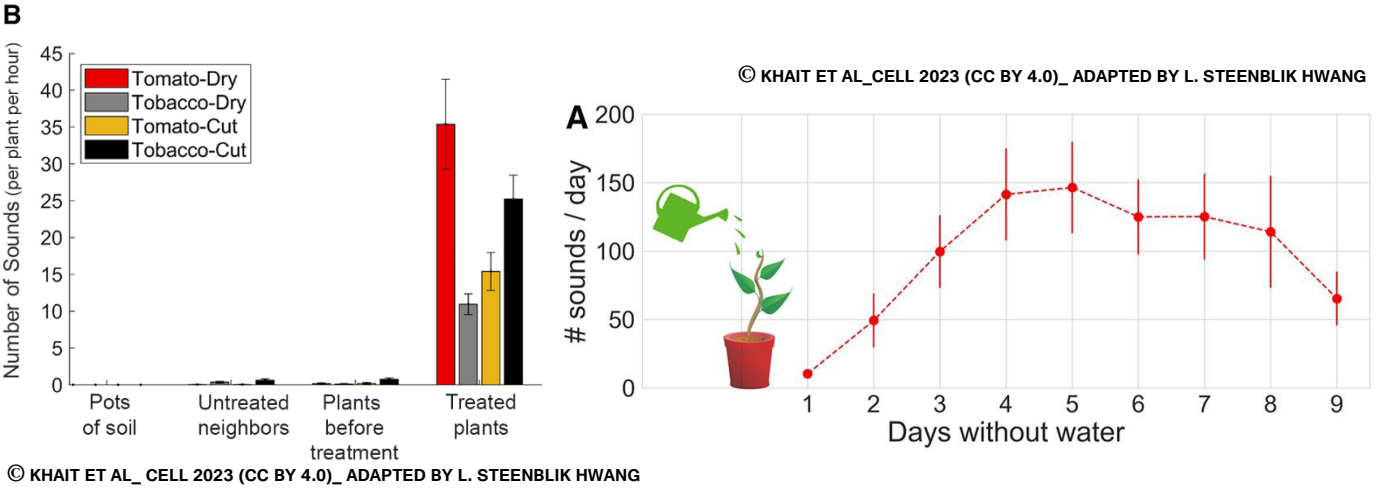 B
Number of Sounds (per plant per hour)
45
40
35
30
25
20
15
10
5
0
Tomato-Dry
Tobacco-Dry
Tomato-Cut
Tobacco-Cut
Pots
of soil
Untreated
neighbors
Plants
before
treatment
Treated
plants
© KHAIT ET AL_ CELL 2023 (CC BY 4.0)_ ADAPTED BY L. STEENBLIK HWANG
© KHAIT ET AL_CELL 2023 (CC BY 4.0)_ ADAPTED BY L. STEENBLIK HWANG
A
# sounds / day
200
150
100
50
0
1 2 3 4 5 6 7 8 9
Days without water